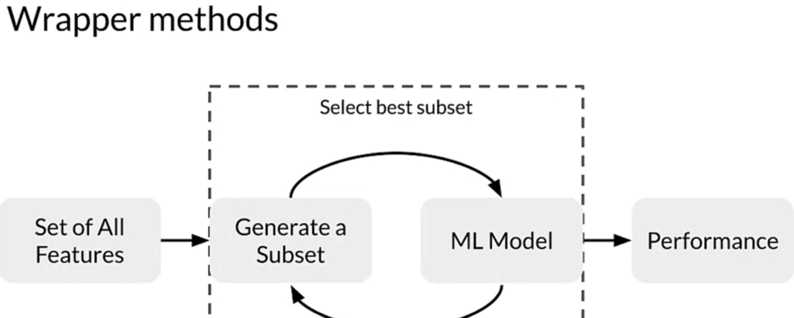 Wrapper methods
Select best subset
Set of All
Features
Generate a
Subset
ML Model
Performance